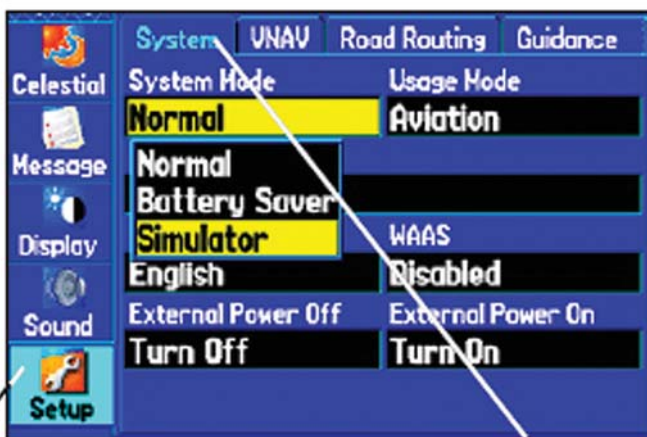 System VNAV Road Routing Guidance
Celestial
System Mode Usage Mode
Normal Aviation
Message
Normal
Battery Saver
Simulator
Display
WAAS
English Disabled
Sound
External Power Off External Power On
Turn Off Turn On
Setup